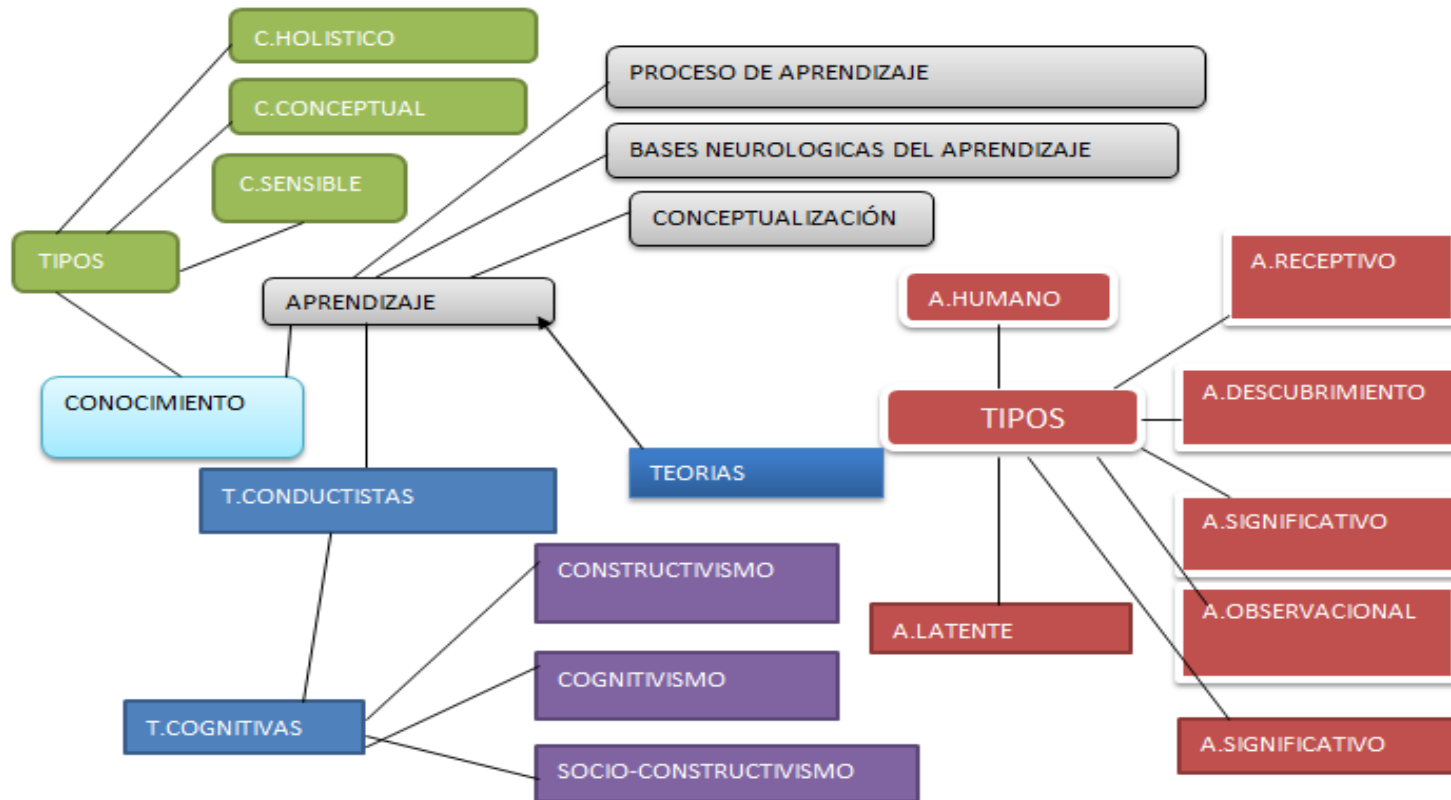 C.HOLISTICO
C.CONCEPTUAL
C.SENSIBLE
TIPOS
PROCESO DE APRENDIZAJE
BASES NEUROLOGICAS DEL APRENDIZAJE
CONCEPTUALIZACIÓN
APRENDIZAJE
CONOCIMIENTO
T.CONDUCTISTAS
TEORIAS
CONSTRUCTIVISMO
COGNITIVISMO
T.COGNITIVAS
SOCIO-CONSTRUCTIVISMO
A.HUMANO
A.RECEPTIVO
TIPOS
A.DESCUBRIMIENTO
A.SIGNIFICATIVO
A.OBSERVACIONAL
A.LATENTE
A.SIGNIFICATIVO